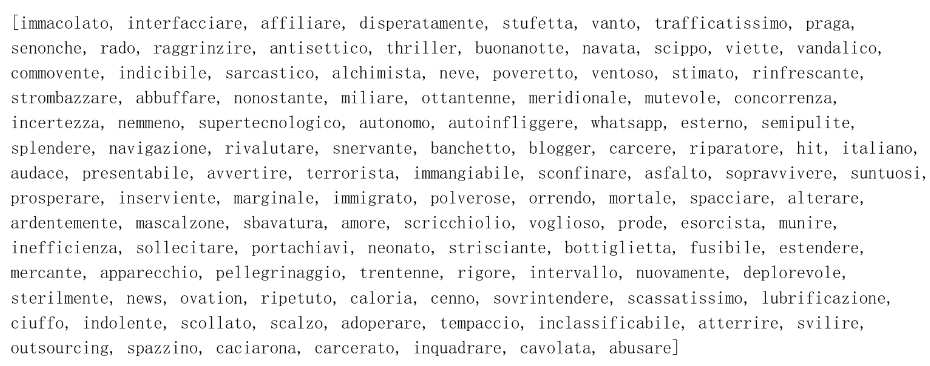 [immacolato, interfacciare, affiliare, disperatamente, stufetta, vanto, trafficatissimo, praga,
senonche, rado, raggrinzire, antisettico, thriller, buonanotte, navata, scippo, viette, vandalico,
commovente, indicibile, sarcastico, alchimista, neve, poveretto, ventoso, stimato, rinfrescante,
strombazzare, abbuffare, nonostante, miliare, ottantenne, meridionale, mutevole, concorrenza,
incertezza, nemmeno, supertecnologico, autonomo, autoinfliggere, whatsapp, esterno, semipulite,
splendere, navigazione, rivalutare, snervante, banchetto, blogger, carcere, riparatore, hit, italiano,
audace, presentabile, avvertire, terrorista, immangiabile, sconfinare, asfalto, sopravvivere, suntuosi,
prosperare, inserviente, marginale, immigrato, polverose, orrendo, mortale, spacciare, alterare,
ardentemente, mascalzone, sbavatura, amore, scricchiolio, voglioso, prode, esorcista, munire,
inefficienza, sollecitare, portachiavi, neonato, strisciante, bottiglietta, fusibile, estendere,
mercante, apparecchio, pellegrinaggio, trentenne, rigore, intervallo, nuovamente, deplorevole,
sterilmente, news, ovation, ripetuto, caloria, cenno, sovrintendere, scassatissimo, lubrificazione,
ciuffo, indolente, scollato, scalzo, adoperare, tempaccio, inclassificabile, atterrire, svilire,
outsourcing, spazzino, caciarona, carcerato, inquadrare, cavolata, abusare]